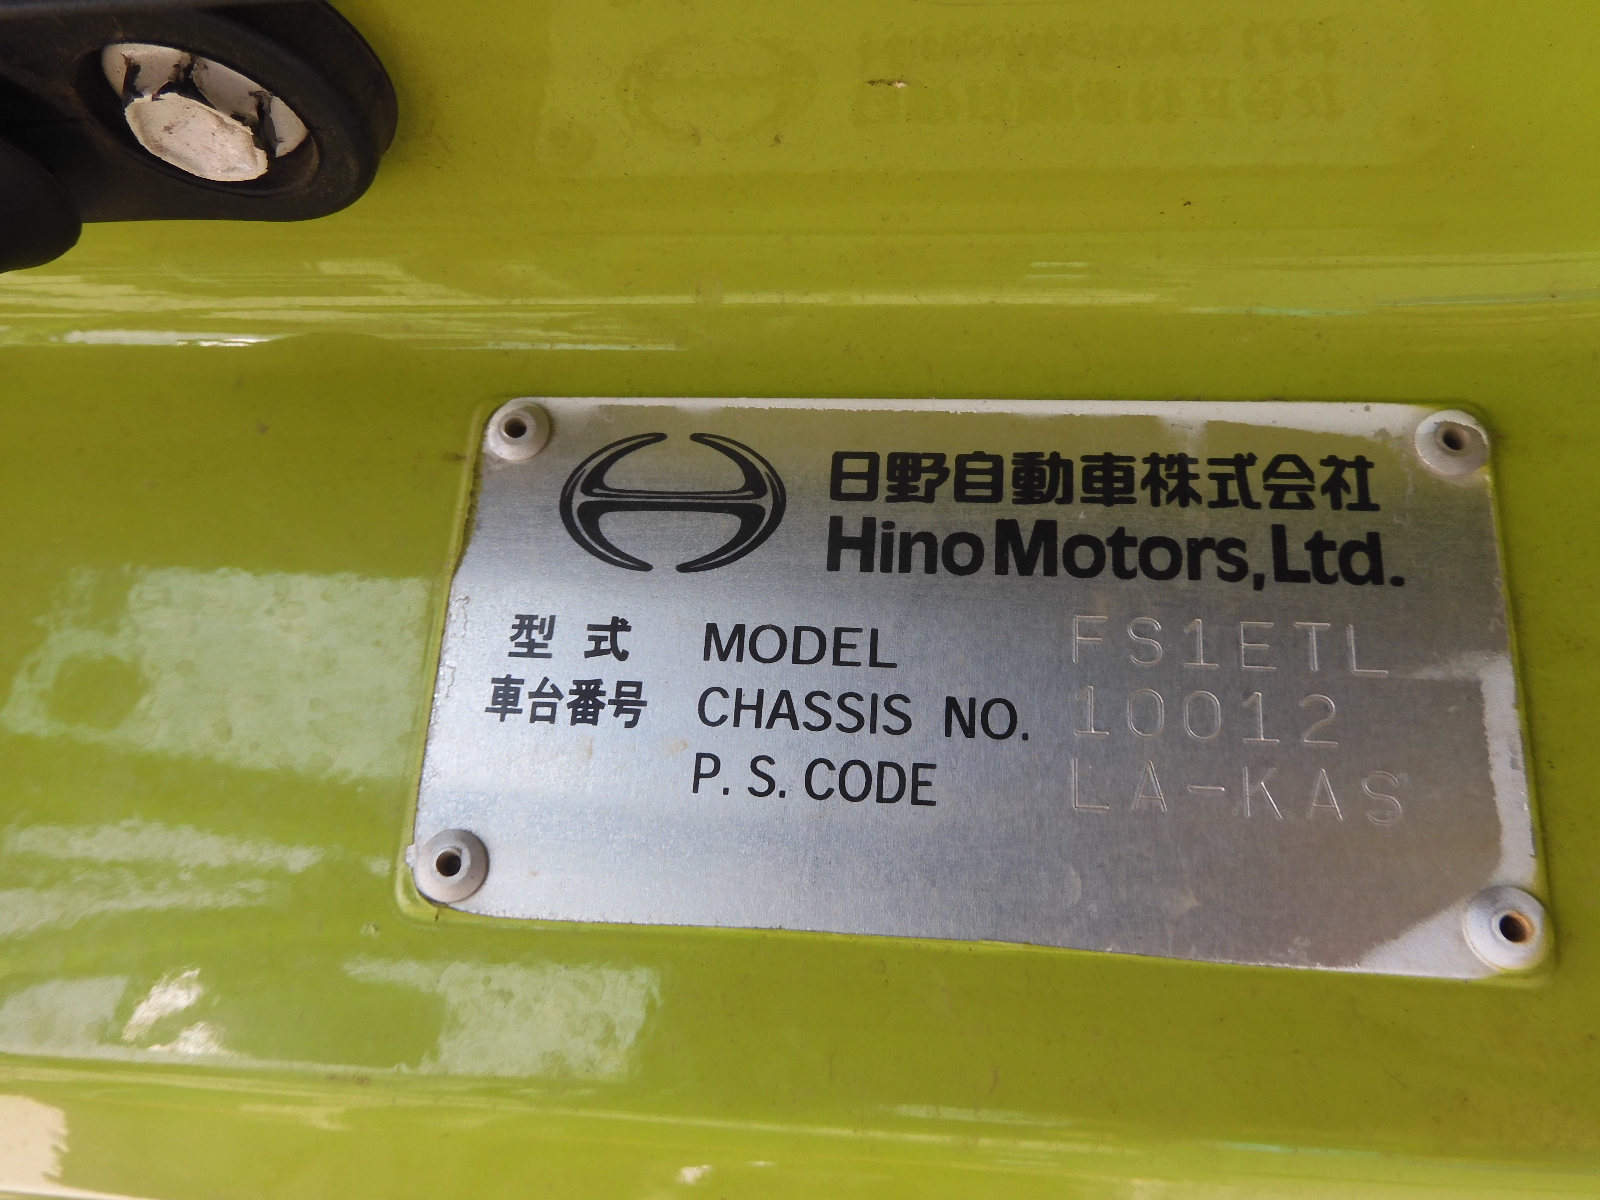 日野自動車株式会社
Hino Motors, Ltd.
型式 MODEL FS1ETL
車台番号 CHASSIS NO. 10012
P. S. CODE LA-KAS